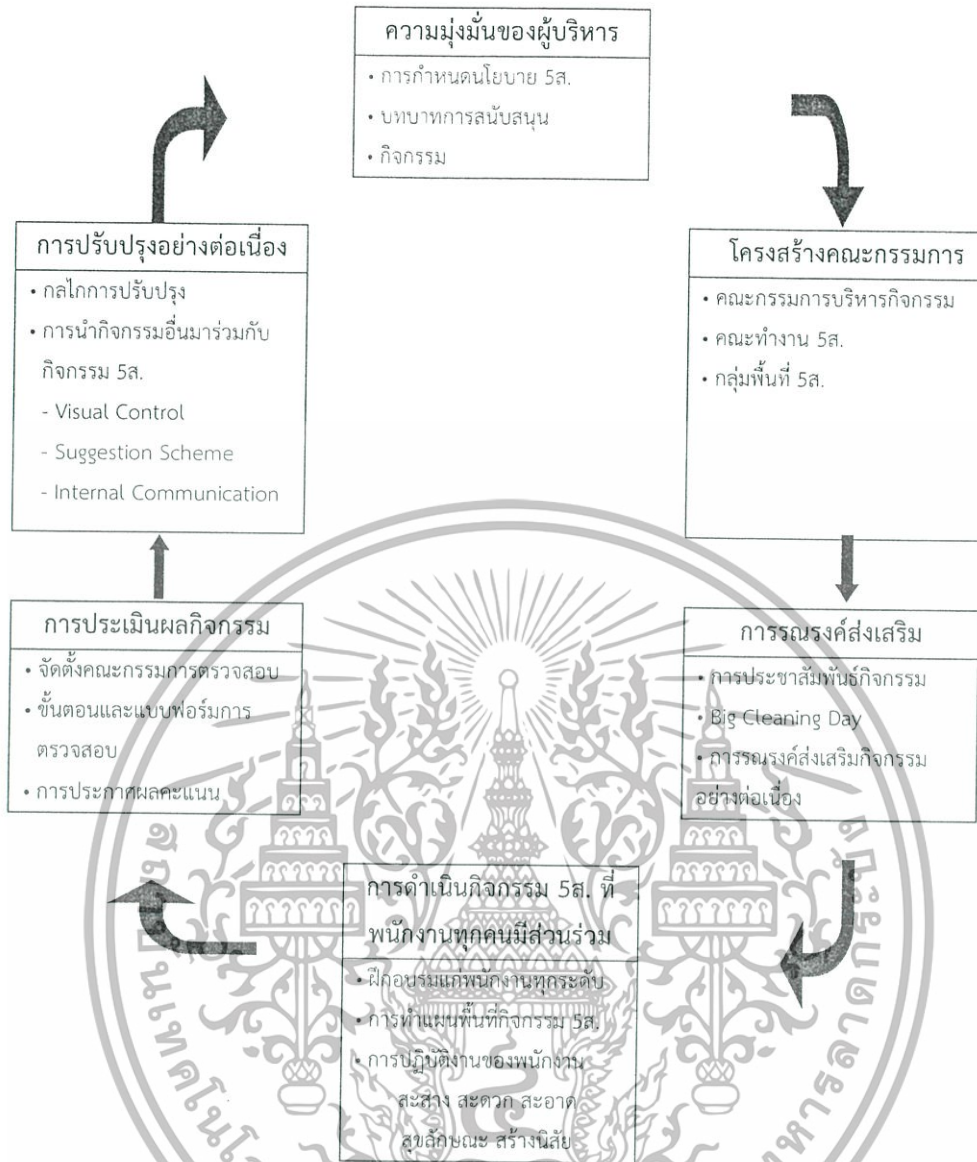 ความมุ่งมั่นของผู้บริหาร
• การกำหนดนโยบาย 5ส.
• บทบาทการสนับสนุน
• กิจกรรม
โครงสร้างคณะกรรมการ
• คณะกรรมการบริหารกิจกรรม
• คณะทำงาน 5ส.
• กลุ่มพื้นที่ 5ส.
การรณรงค์ส่งเสริม
• การประชาสัมพันธ์กิจกรรม
• Big Cleaning Day
• การรณรงค์ส่งเสริมกิจกรรม
อย่างต่อเนื่อง
การดำเนินกิจกรรม 5ส. ที่
พนักงานทุกคนมีส่วนร่วม
• ฝึกอบรมแก่พนักงานทุกระดับ
• การทำแผนพื้นที่กิจกรรม 5ส.
• การปฏิบัติงานของพนักงาน
สะสาง สะดวก สะอาด
สุขลักษณะ สร้างนิสัย
การประเมินผลกิจกรรม
• จัดตั้งคณะกรรมการตรวจสอบ
• ขั้นตอนและแบบฟอร์มการ
ตรวจสอบ
• การประกาศผลคะแนน
การปรับปรุงอย่างต่อเนื่อง
• กลไกการปรับปรุง
• การนำกิจกรรมอื่นมาร่วมกับ
กิจกรรม 5ส.
- Visual Control
- Suggestion Scheme
- Internal Communication